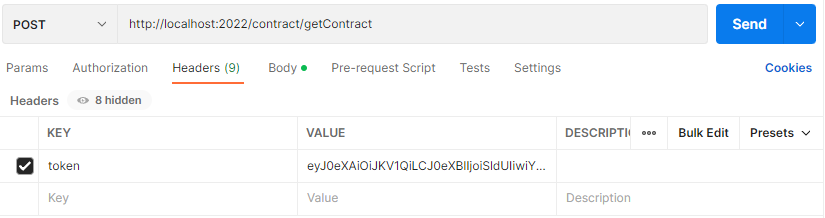 POST http://localhost:2022/contract/getContract Send
Params Authorization Headers (9) Body Pre-request Script Tests Settings Cookies
Headers 8 hidden
KEY VALUE DESCRIPTIO ooo Bulk Edit Presets
token eyJ0eXAiOiJKV1QiLCJ0eXBlIjoiSldUIiwiY...
Key Value Description